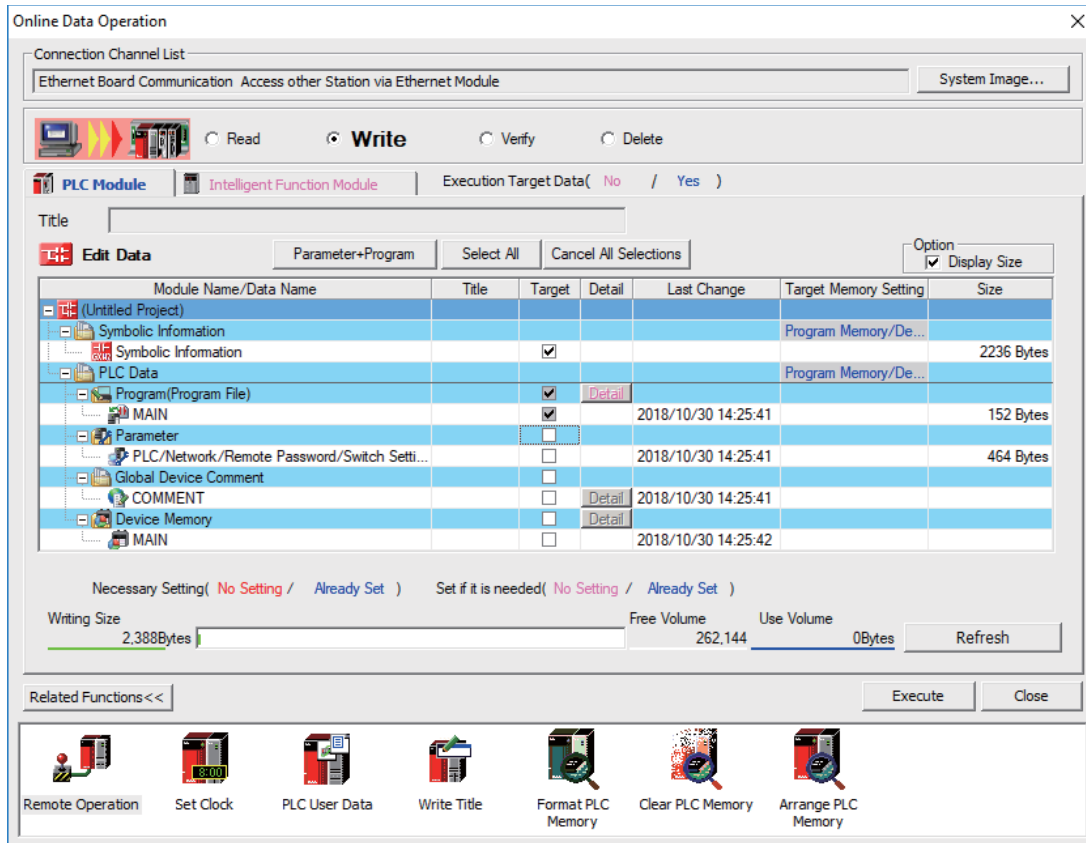 Online Data Operation
Connection Channel List
Ethernet Board Communication Access other Station via Ethernet Module
System Image...
Read Write Verify Delete
PLC Module Intelligent Function Module Execution Target Data( No / Yes )
Title
Edit Data Parameter+Program Select All Cancel All Selections
Option
Display Size
Module Name/Data Name Title Target Detail Last Change Target Memory Setting Size
(Untitled Project)
Symbolic Information Program Memory/De...
Symbolic Information 2236 Bytes
PLC Data Program Memory/De...
Program(Program File) Detail
MAIN 2018/10/30 14:25:41 152 Bytes
Parameter
PLC/Network/Remote Password/Switch Setti... 2018/10/30 14:25:41 464 Bytes
Global Device Comment
COMMENT Detail 2018/10/30 14:25:41
Device Memory Detail
MAIN 2018/10/30 14:25:42
Necessary Setting( No Setting / Already Set ) Set if it is needed( No Setting / Already Set )
Writing Size Free Volume Use Volume
2,388Bytes 262,144 0Bytes Refresh
Related Functions<< Execute Close
8:00
Remote Operation Set Clock PLC User Data Write Title Format PLC Memory Clear PLC Memory Arrange PLC Memory